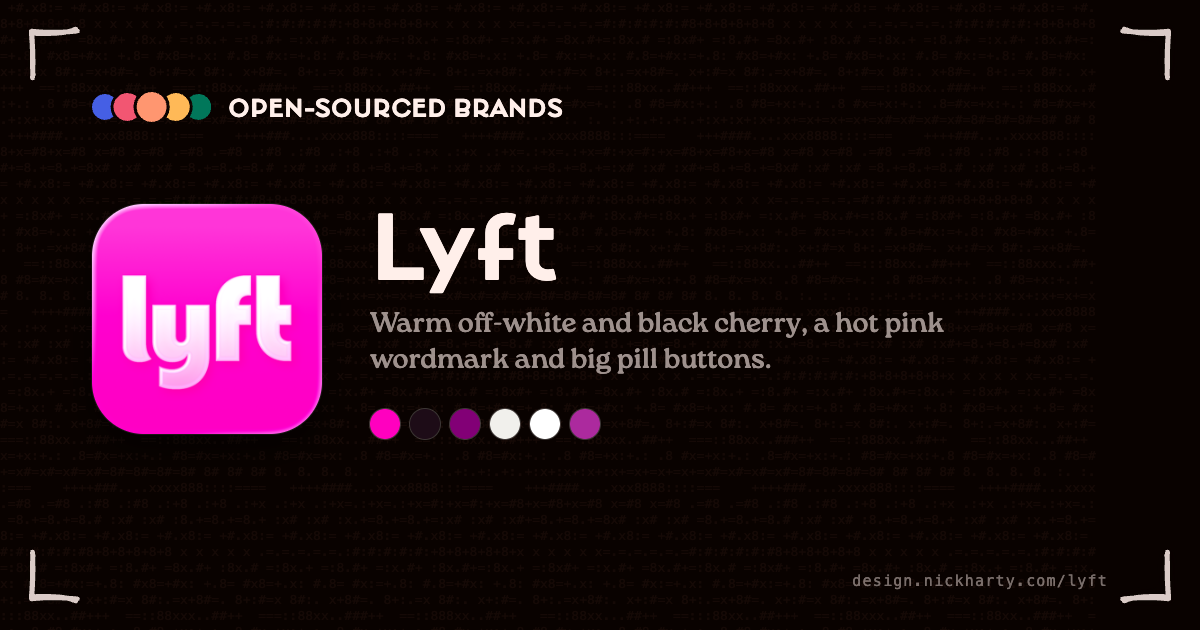 OPEN-SOURCED BRANDS
lyft
Lyft
Warm off-white and black cherry, a hot pink
wordmark and big pill buttons.
design.nickharty.com/lyft